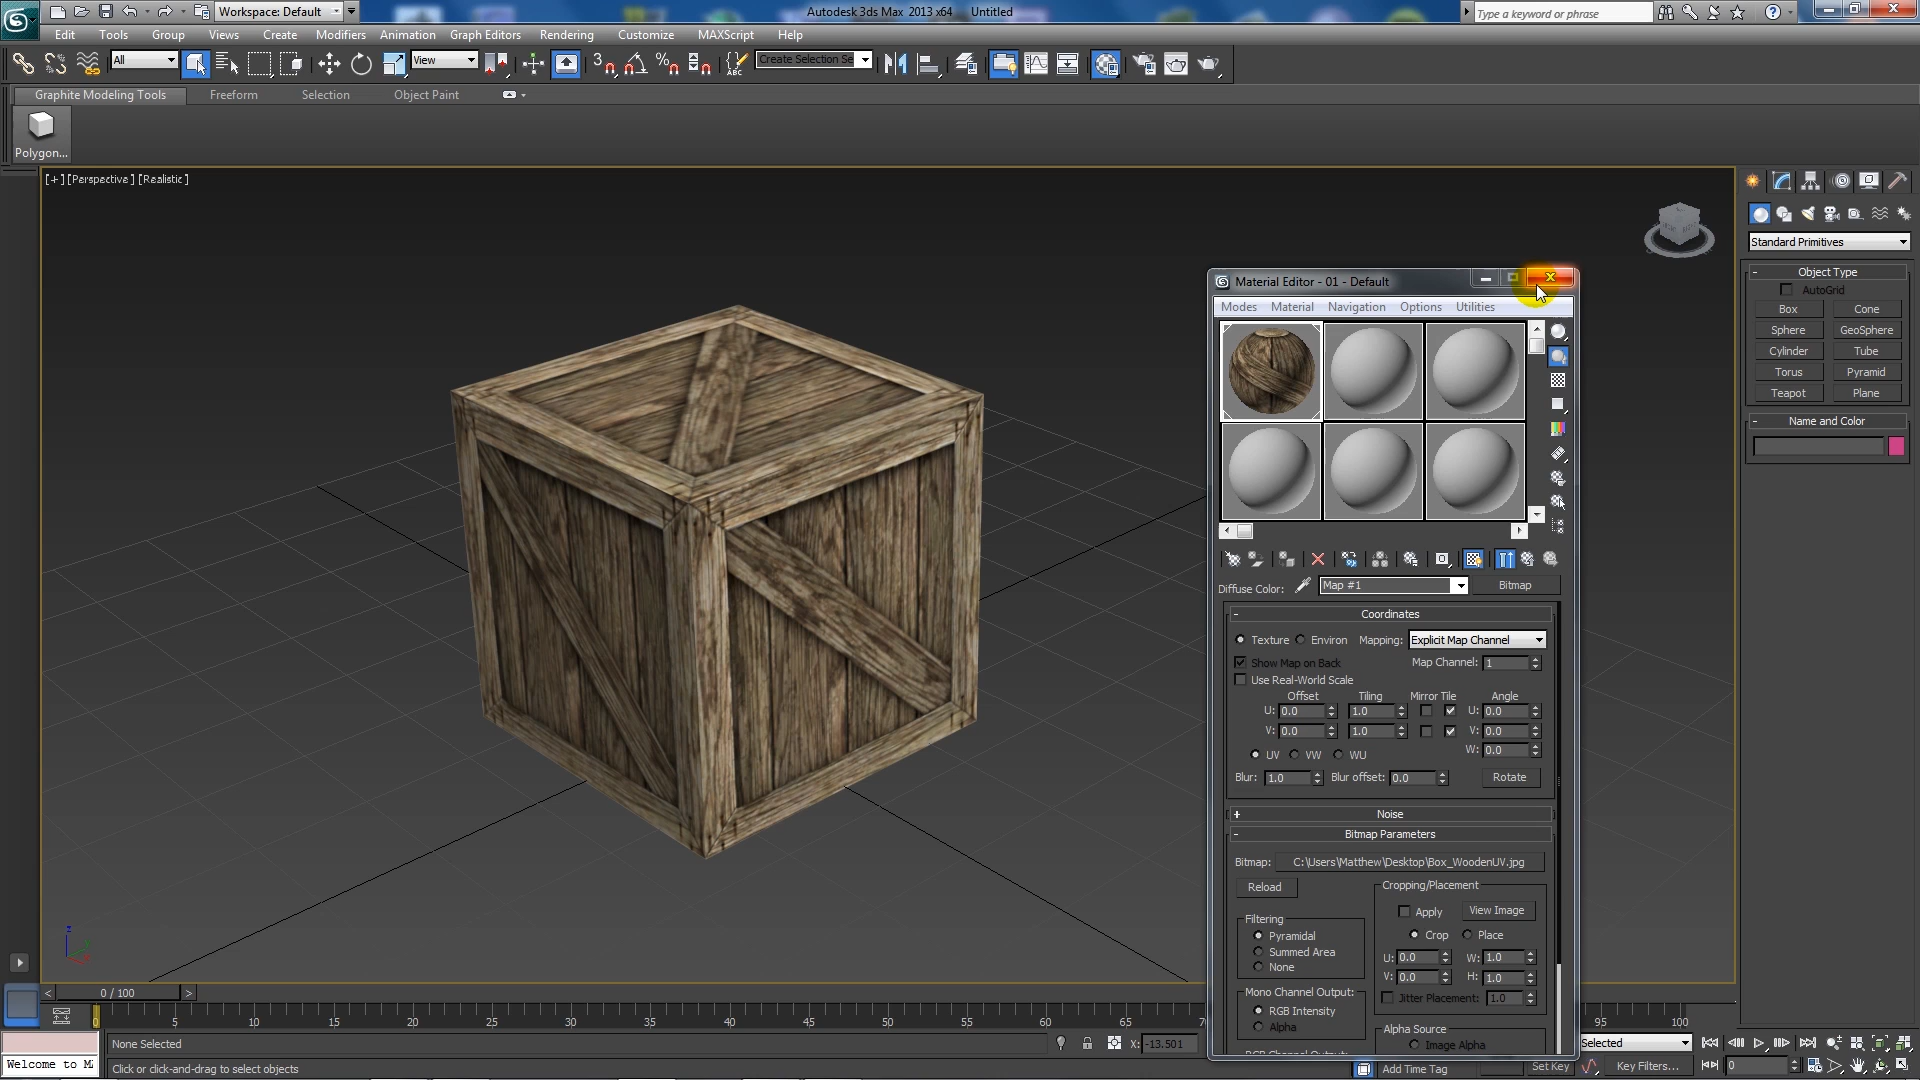 Workspace: Default
Autodesk 3ds Max 2013 x64 Untitled
Type a keyword or phrase
Edit Tools Group Views Create Modifiers Animation Graph Editors Rendering Customize MAXScript Help
All
View
3
ABC
Create Selection Se
Graphite Modeling Tools Freeform Selection Object Paint
Polygon...
[+] [Perspective] [Realistic]
Standard Primitives
- Object Type
AutoGrid
Box Cone
Sphere GeoSphere
Cylinder Tube
Torus Pyramid
Teapot Plane
- Name and Color
Material Editor - 01 - Default
Modes Material Navigation Options Utilities
Diffuse Color: Map #1 Bitmap
- Coordinates
Texture Environ Mapping: Explicit Map Channel
Show Map on Back Map Channel: 1
Use Real-World Scale
Offset Tiling Mirror Tile Angle
U: 0.0 1.0 U: 0.0
V: 0.0 1.0 V: 0.0
W: 0.0
UV VW WU
Blur: 1.0 Blur offset: 0.0 Rotate
+ Noise
- Bitmap Parameters
Bitmap: C:\Users\Matthew\Desktop\Box_WoodenUV.jpg
Reload
Cropping/Placement
Apply View Image
Crop Place
U: 0.0 W: 1.0
V: 0.0 H: 1.0
Jitter Placement: 1.0
Filtering
Pyramidal
Summed Area
None
Mono Channel Output:
RGB Intensity
Alpha
Alpha Source
Image Alpha
z
0 / 100
0 5 10 15 20 25 30 35 40 45 50 55 60 65 95 100
None Selected
X: -13.501
Selected
Welcome to M
Click or click-and-drag to select objects
Add Time Tag
Set Key
Key Filters...
0